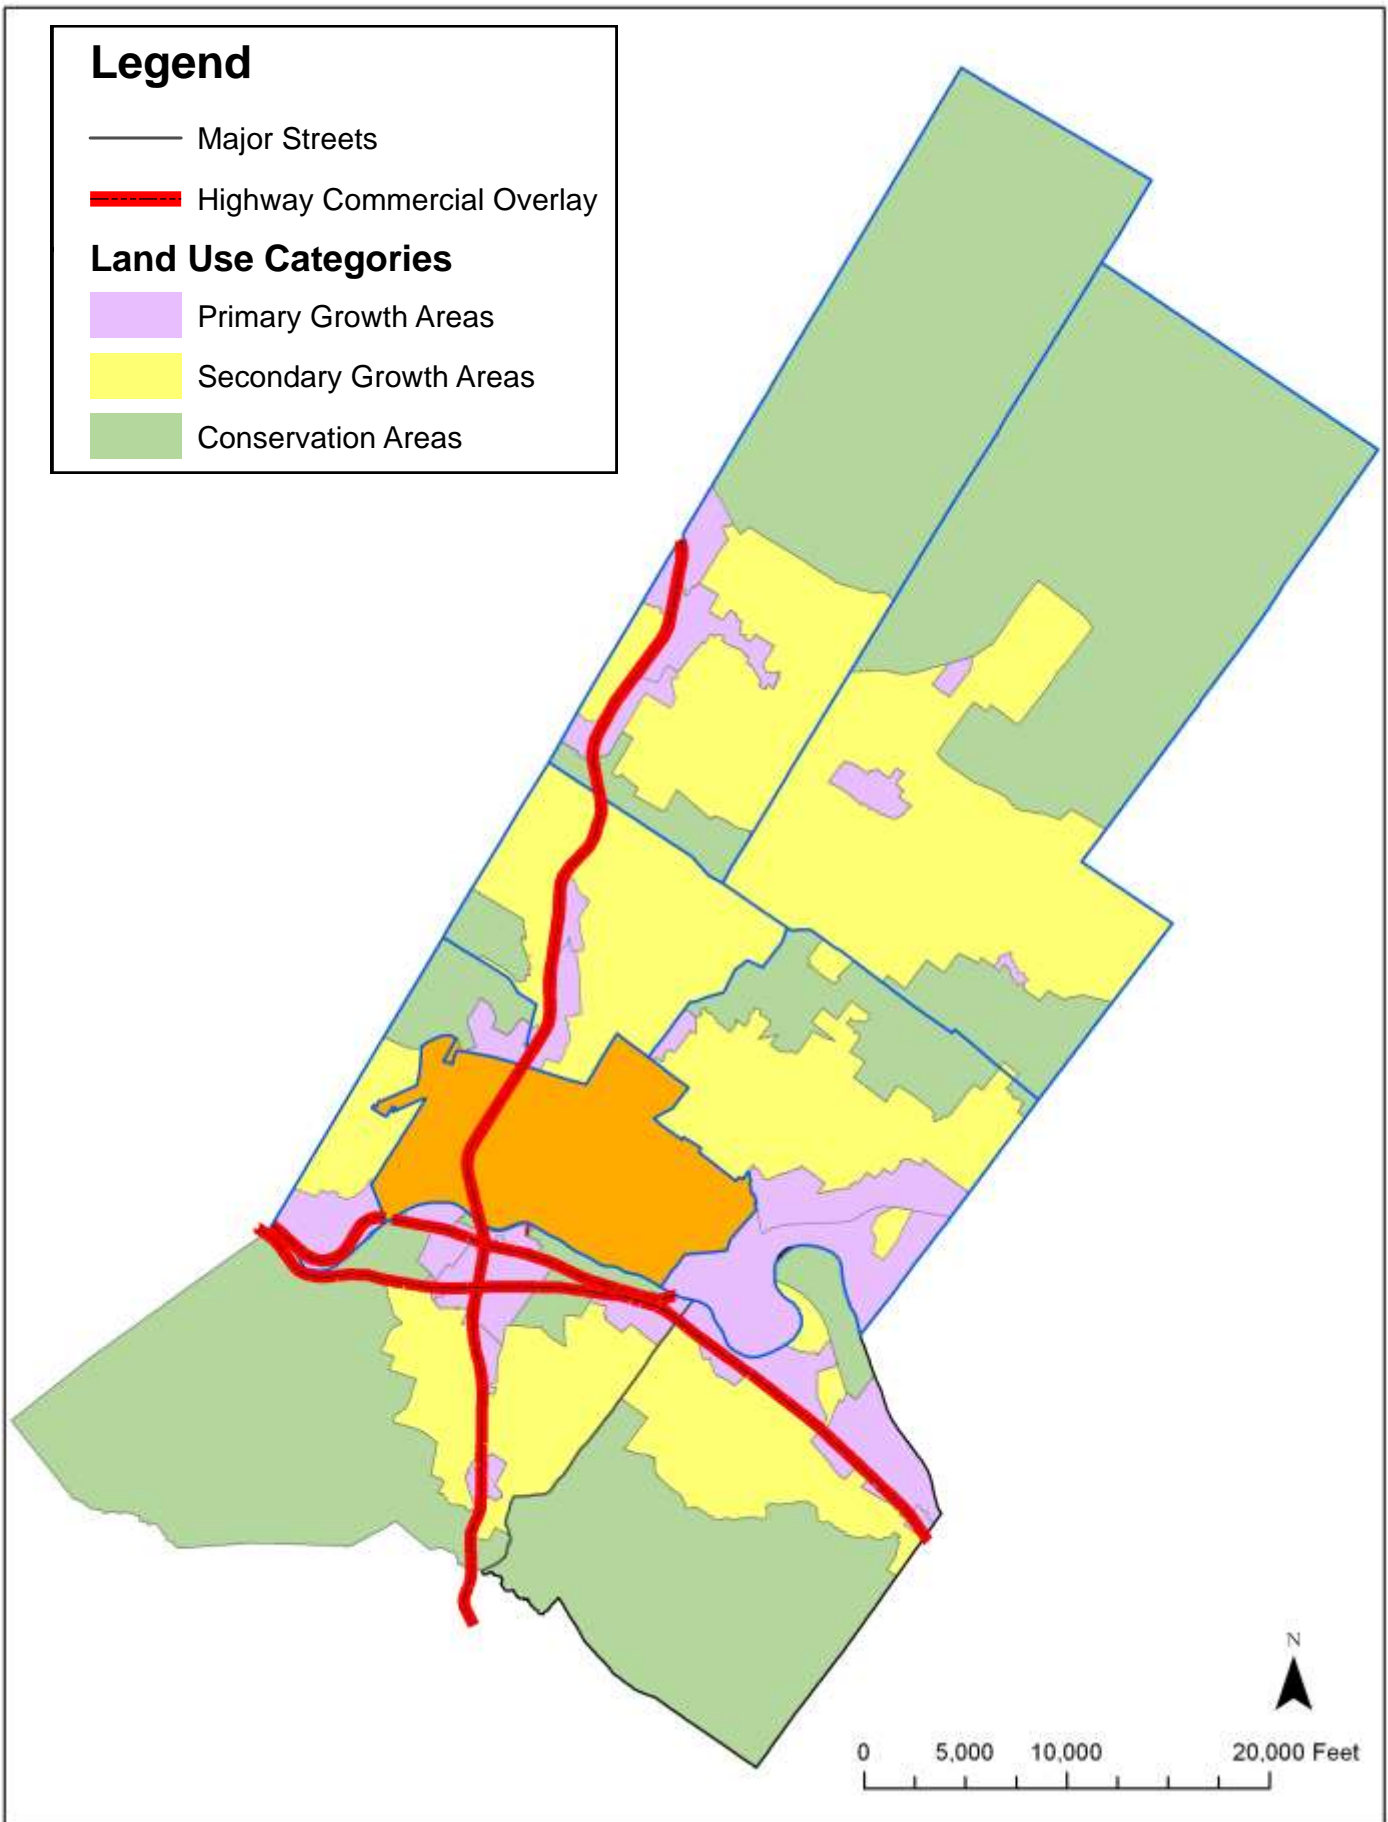 Legend
Major Streets
Highway Commercial Overlay
Land Use Categories
Primary Growth Areas
Secondary Growth Areas
Conservation Areas
N
0 5,000 10,000 20,000 Feet